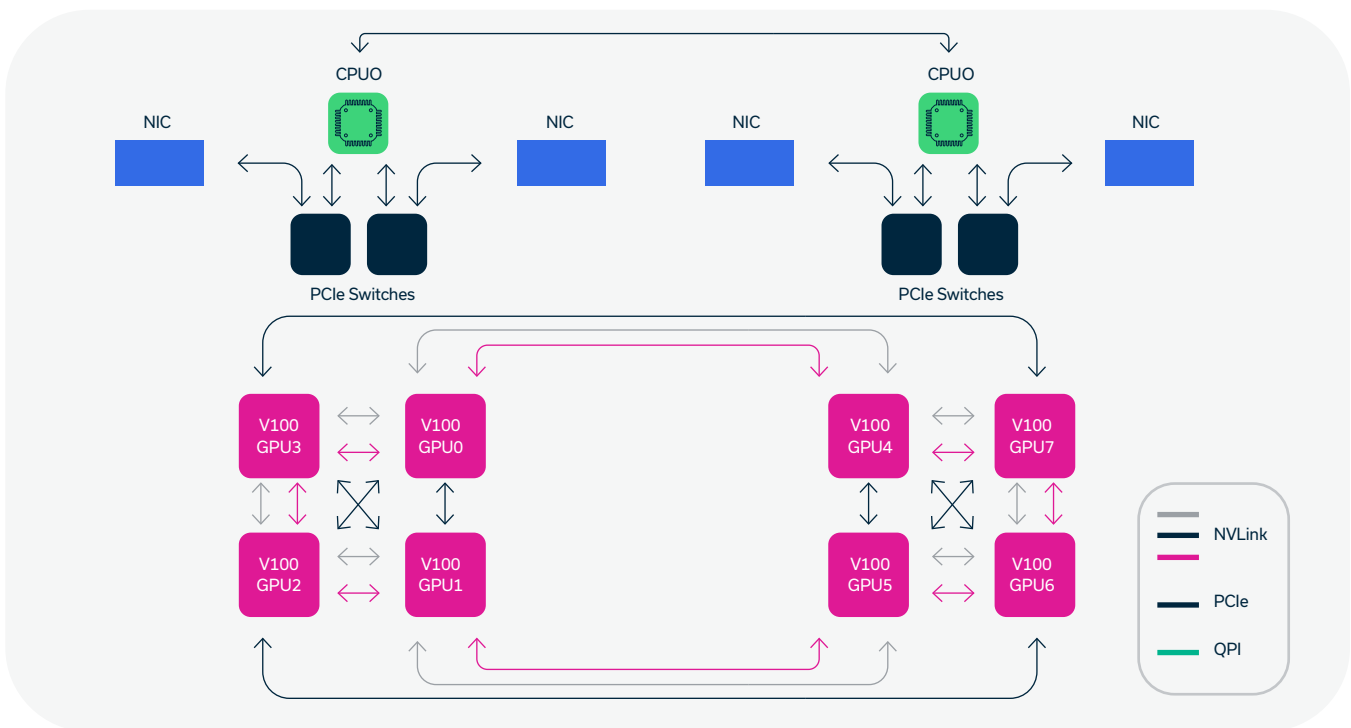 CPUO
CPUO
NIC
NIC
NIC
NIC
PCIe Switches
PCIe Switches
V100
GPU3
V100
GPU0
V100
GPU4
V100
GPU7
V100
GPU2
V100
GPU1
V100
GPU5
V100
GPU6
NVLink
PCIe
QPI